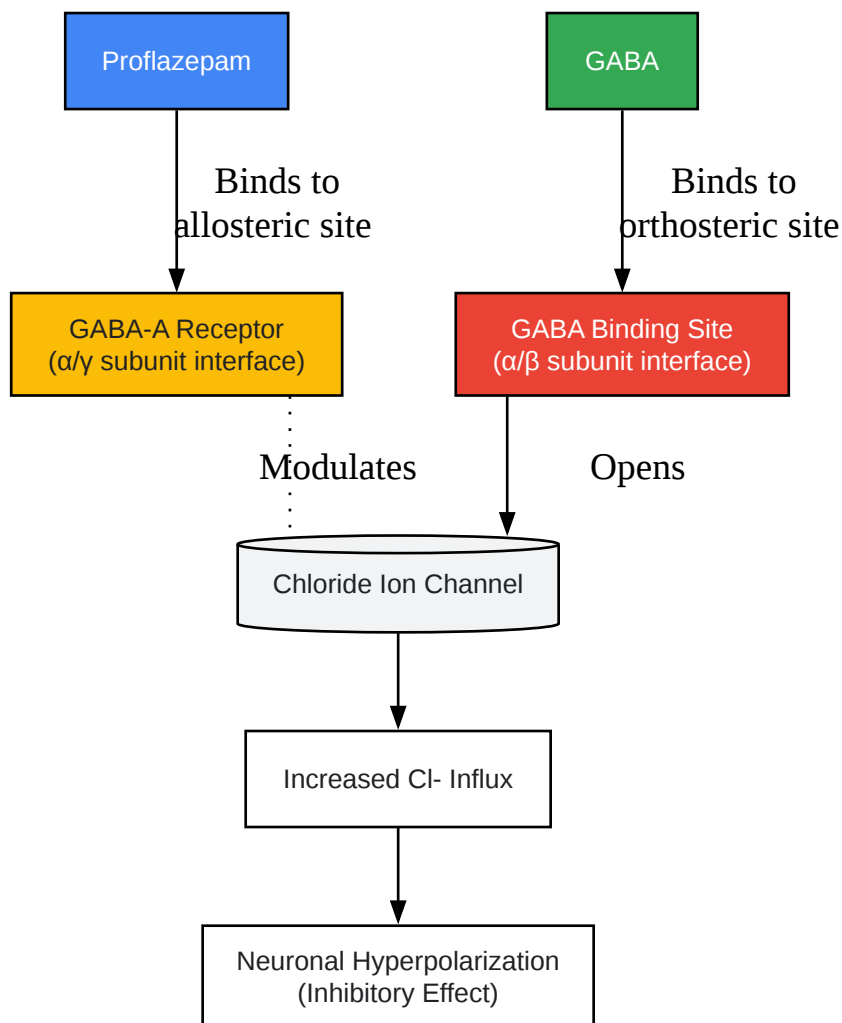 Proflazepam
GABA
Binds to
allosteric site
Binds to
orthosteric site
GABA-A Receptor
(α/γ subunit interface)
GABA Binding Site
(α/β subunit interface)
Modulates
Opens
Chloride Ion Channel
Increased Cl- Influx
Neuronal Hyperpolarization
(Inhibitory Effect)